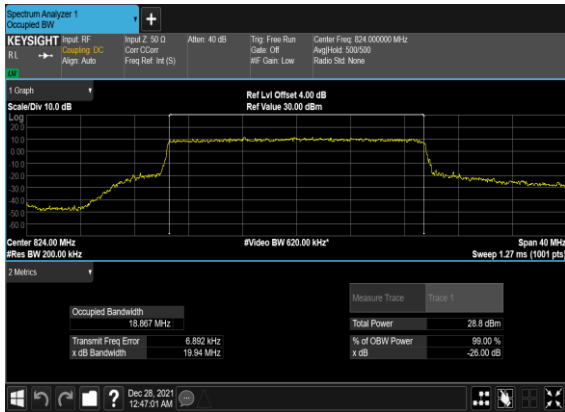 Spectrum Analyzer 1
Occupied BW
KEYSIGHT Input: RF Input Z: 50 Ω Atten: 40 dB Trig: Free Run Center Freq: 824.000000 MHz
RL Coupling: DC Corr CCorr Gate: Off Avg|Hold: 500/500
Align: Auto Freq Ref: Int (S) #IF Gain: Low Radio Std: None
1 Graph
Ref Lvl Offset 4.00 dB
Scale/Div 10.0 dB Ref Value 30.00 dBm
Log
20.0
10.0
0.00
-10.0
-20.0
-30.0
-40.0
-50.0
-60.0
Center 824.00 MHz #Video BW 620.00 kHz* Span 40 MHz
#Res BW 200.00 kHz Sweep 1.27 ms (1001 pts)
2 Metrics
Measure Trace Trace 1
Occupied Bandwidth
18.867 MHz Total Power 28.8 dBm
Transmit Freq Error 6.892 kHz % of OBW Power 99.00 %
x dB Bandwidth 19.94 MHz x dB -26.00 dB
Dec 28, 2021
12:47:01 AM